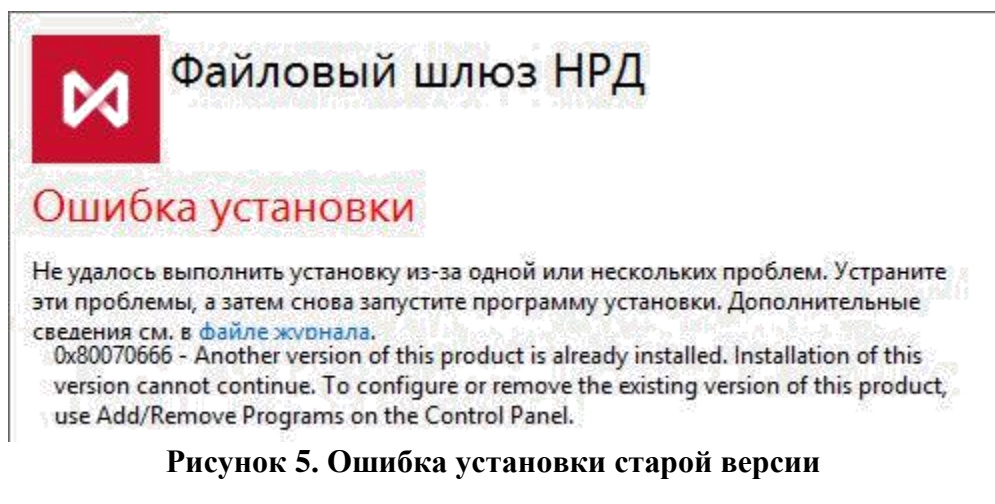 Файловый шлюз НРД
Ошибка установки
Не удалось выполнить установку из-за одной или нескольких проблем. Устраните
эти проблемы, а затем снова запустите программу установки. Дополнительные
сведения см. в файле журнала.
0x80070666 - Another version of this product is already installed. Installation of this
version cannot continue. To configure or remove the existing version of this product,
use Add/Remove Programs on the Control Panel.
Рисунок 5. Ошибка установки старой версии